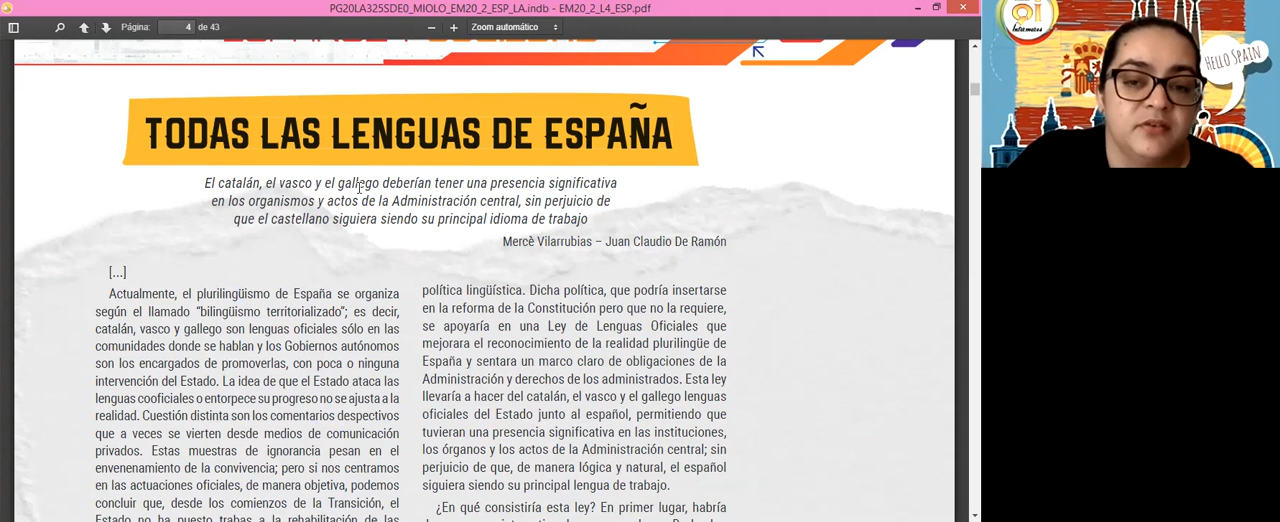 PG20LA325SDE0_MIOLO_EM20_2_ESP_LA.indb - EM20_2_L4_ESP.pdf
Página: 4 de 43
Zoom automático
TODAS LAS LENGUAS DE ESPAÑA
El catalán, el vasco y el gallego deberían tener una presencia significativa
en los organismos y actos de la Administración central, sin perjuicio de
que el castellano siguiera siendo su principal idioma de trabajo
Mercè Vilarrubias – Juan Claudio De Ramón
[...]
Actualmente, el plurilingüismo de España se organiza
según el llamado “bilingüismo territorializado”; es decir,
catalán, vasco y gallego son lenguas oficiales sólo en las
comunidades donde se hablan y los Gobiernos autónomos
son los encargados de promoverlas, con poca o ninguna
intervención del Estado. La idea de que el Estado ataca las
lenguas cooficiales o entorpece su progreso no se ajusta a la
realidad. Cuestión distinta son los comentarios despectivos
que a veces se vierten desde medios de comunicación
privados. Estas muestras de ignorancia pesan en el
envenenamiento de la convivencia; pero si nos centramos
en las actuaciones oficiales, de manera objetiva, podemos
concluir que, desde los comienzos de la Transición, el
Estado no ha puesto trabas a la rehabilitación de las
política lingüística. Dicha política, que podría insertarse
en la reforma de la Constitución pero que no la requiere,
se apoyaría en una Ley de Lenguas Oficiales que
mejorara el reconocimiento de la realidad plurilingüe de
España y sentara un marco claro de obligaciones de la
Administración y derechos de los administrados. Esta ley
llevaría a hacer del catalán, el vasco y el gallego lenguas
oficiales del Estado junto al español, permitiendo que
tuvieran una presencia significativa en las instituciones,
los órganos y los actos de la Administración central; sin
perjuicio de que, de manera lógica y natural, el español
siguiera siendo su principal lengua de trabajo.
¿En qué consistiría esta ley? En primer lugar, habría
HELLO SPAIN